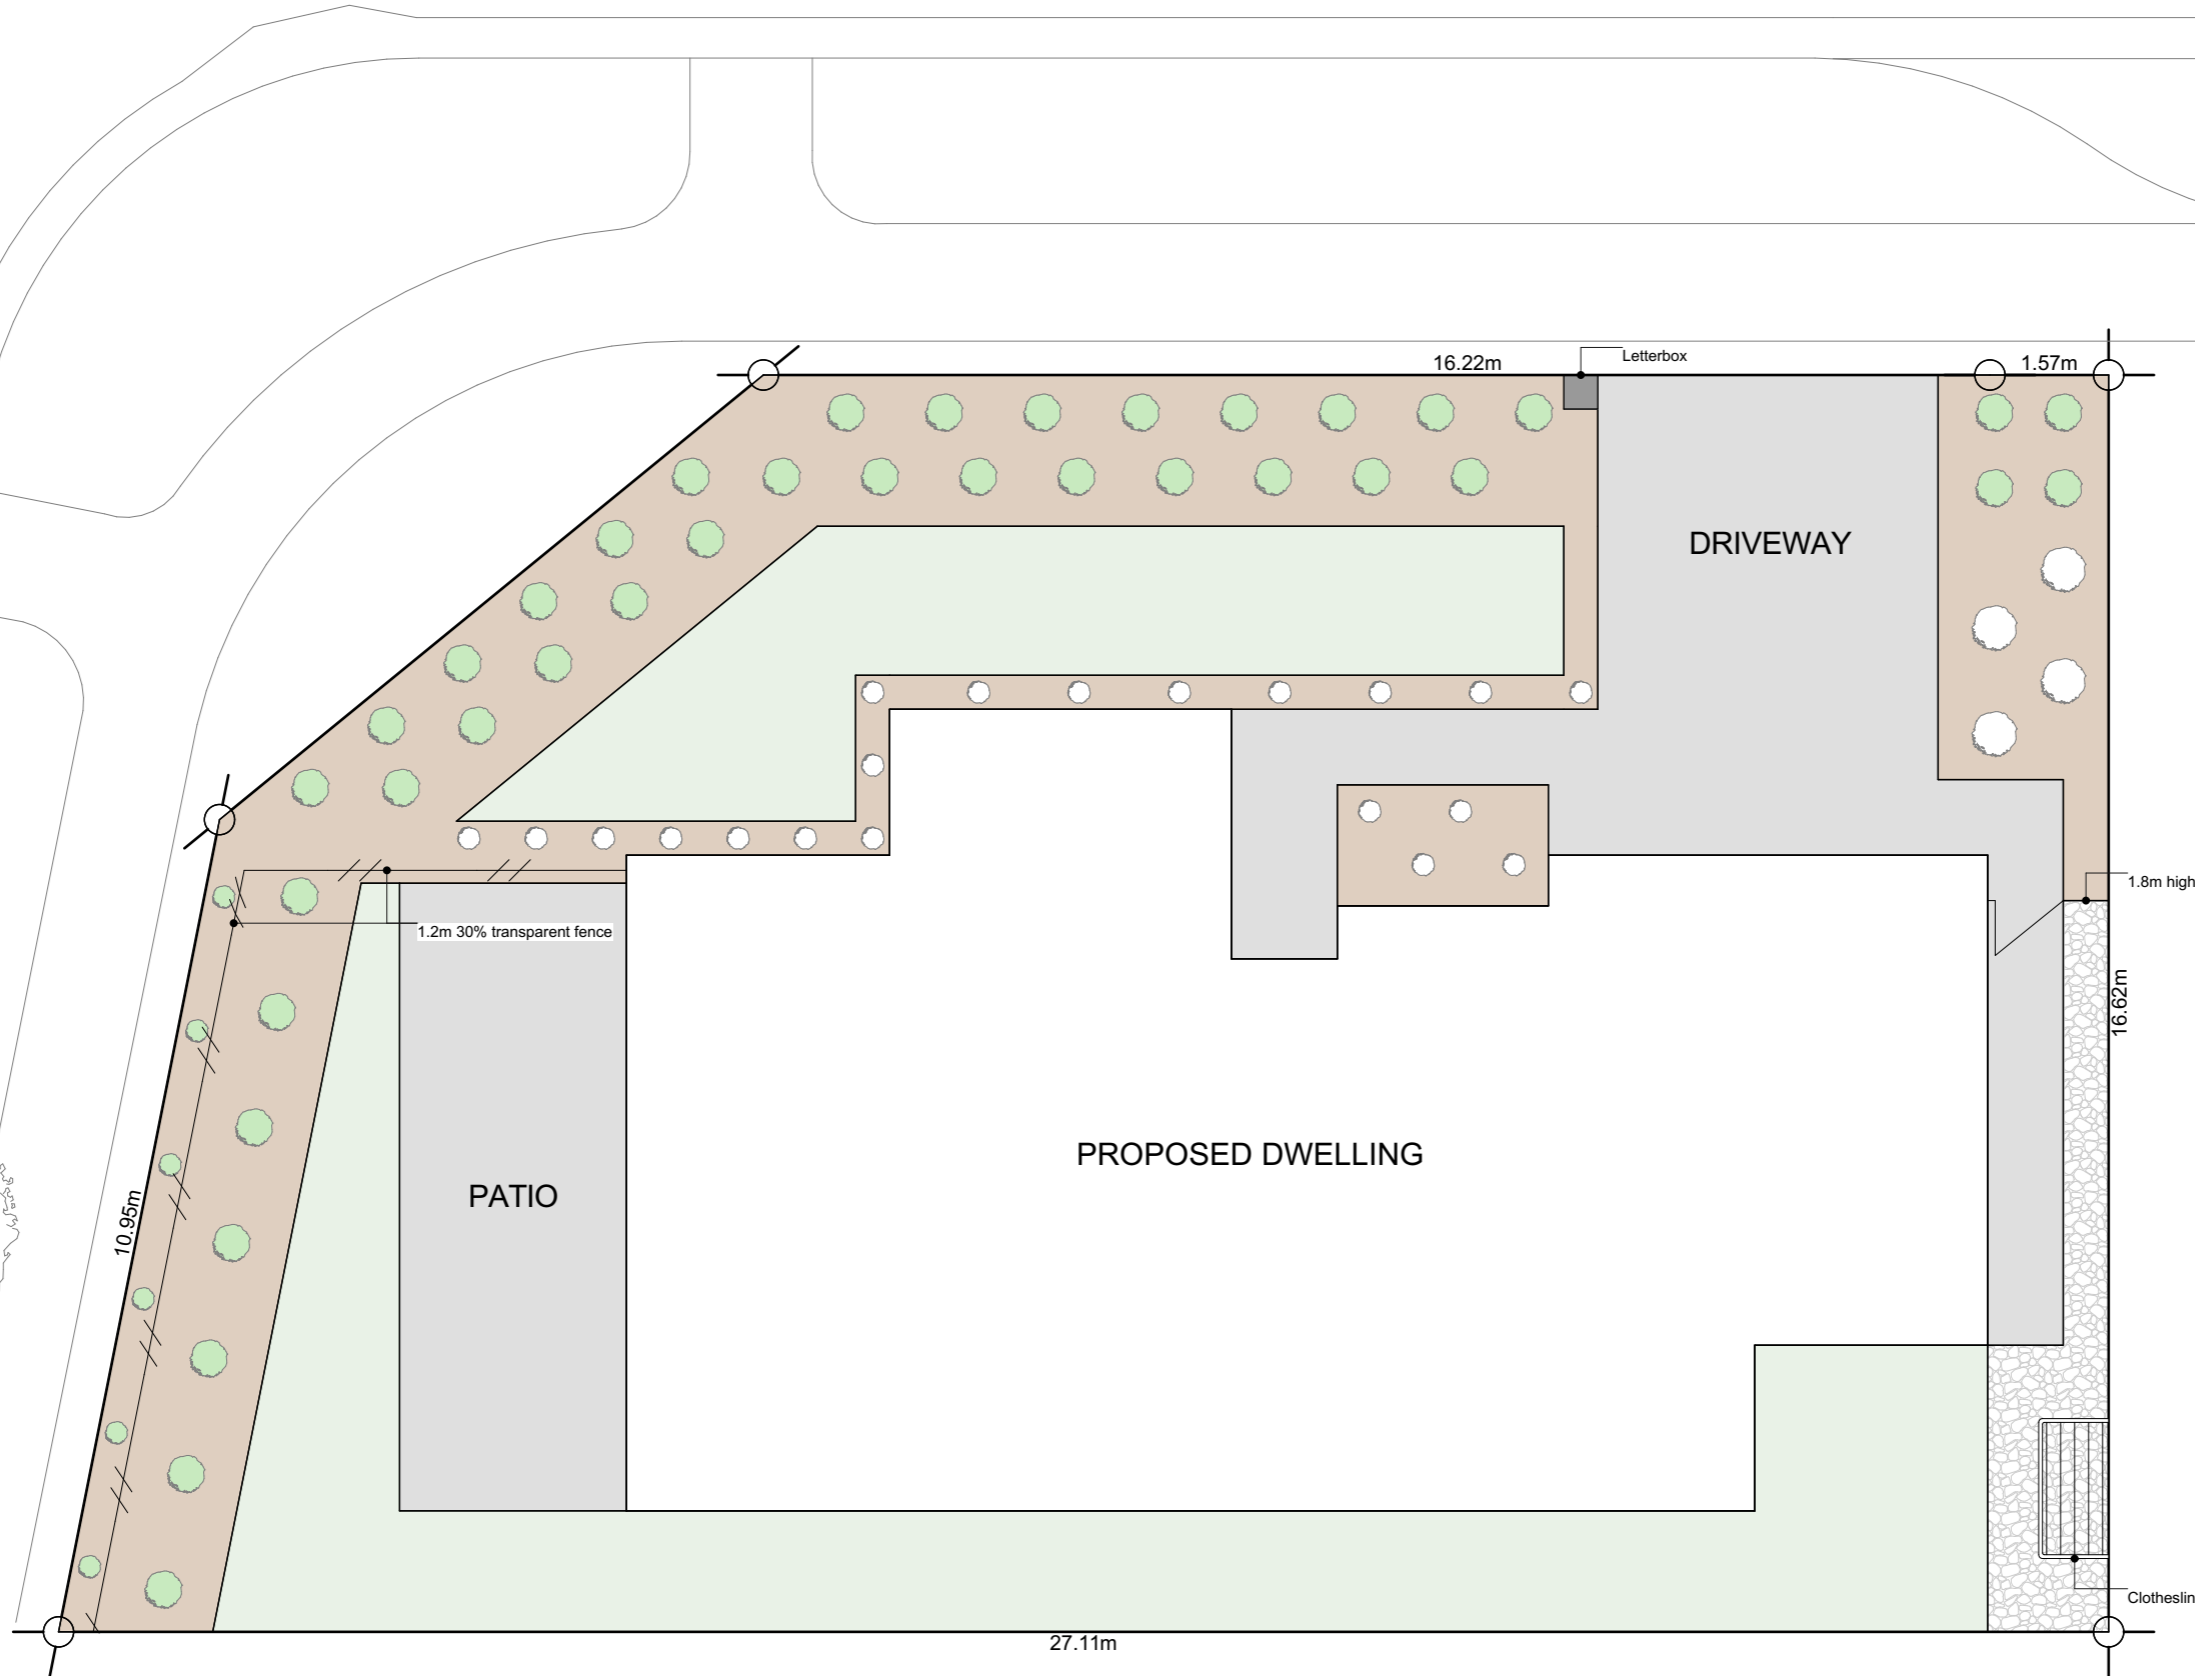 16.22m
Letterbox
1.57m
DRIVEWAY
1.8m high
1.2m 30% transparent fence
16.62m
PROPOSED DWELLING
PATIO
10.95m
Clotheslin
27.11m